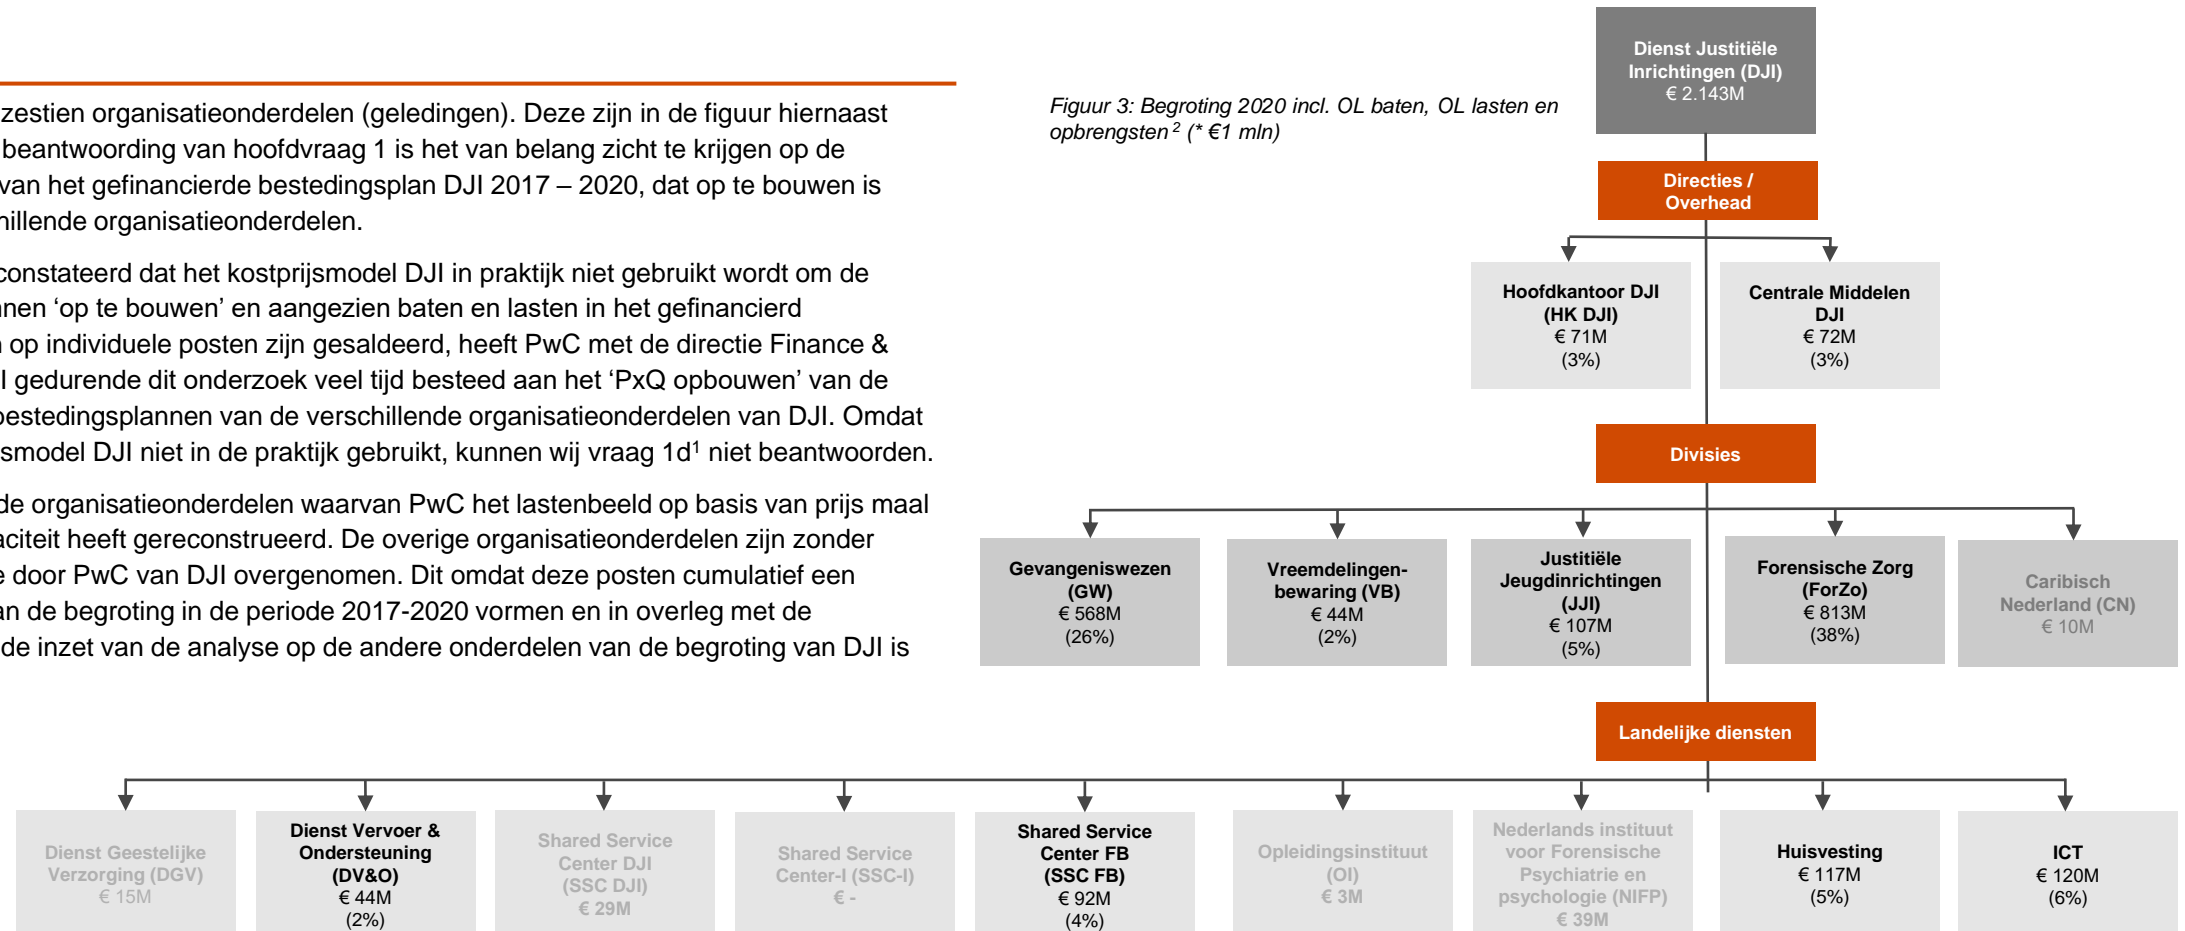 zestien organisatieonderdelen (geledingen). Deze zijn in de figuur hiernaast
beantwoording van hoofdvraag 1 is het van belang zicht te krijgen op de
van het gefinancierde bestedingsplan DJI 2017 – 2020, dat op te bouwen is
organisatieonderdelen.
dat het kostprijsmodel DJI in praktijk niet gebruikt wordt om de
‘op te bouwen’ en aangezien baten en lasten in het gefinancierd
op individuele posten zijn gesaldeerd, heeft PwC met de directie Finance &
gedurende dit onderzoek veel tijd besteed aan het ‘PxQ opbouwen’ van de
bestedingsplannen van de verschillende organisatieonderdelen van DJI. Omdat
DJI niet in de praktijk gebruikt, kunnen wij vraag 1d¹ niet beantwoorden.
de organisatieonderdelen waarvan PwC het lastenbeeld op basis van prijs maal
heeft gereconstrueerd. De overige organisatieonderdelen zijn zonder
door PwC van DJI overgenomen. Dit omdat deze posten cumulatief een
de begroting in de periode 2017-2020 vormen en in overleg met de
de inzet van de analyse op de andere onderdelen van de begroting van DJI is
Figuur 3: Begroting 2020 incl. OL baten, OL lasten en
opbrengsten ² (* €1 mln)
Dienst Justitiële
Inrichtingen (DJI)
€ 2.143M
Directies /
Overhead
Hoofdkantoor DJI
(HK DJI)
€ 71M
(3%)
Centrale Middelen
DJI
€ 72M
(3%)
Divisies
Gevangeniswezen
(GW)
€ 568M
(26%)
Vreemdelingen-
bewaring (VB)
€ 44M
(2%)
Justitiële
Jeugdinrichtingen
(JJI)
€ 107M
(5%)
Forensische Zorg
(ForZo)
€ 813M
(38%)
Caribisch
Nederland (CN)
€ 10M
Landelijke diensten
Dienst Geestelijke
Verzorging (DGV)
€ 15M
Dienst Vervoer &
Ondersteuning
(DV&O)
€ 44M
(2%)
Shared Service
Center DJI
(SSC DJI)
€ 29M
Shared Service
Center-I (SSC-I)
€ -
Shared Service
Center FB
(SSC FB)
€ 92M
(4%)
Opleidingsinstituut
(OI)
€ 3M
Nederlands instituut
voor Forensische
Psychiatrie en
psychologie (NIFP)
€ 39M
Huisvesting
€ 117M
(5%)
ICT
€ 120M
(6%)